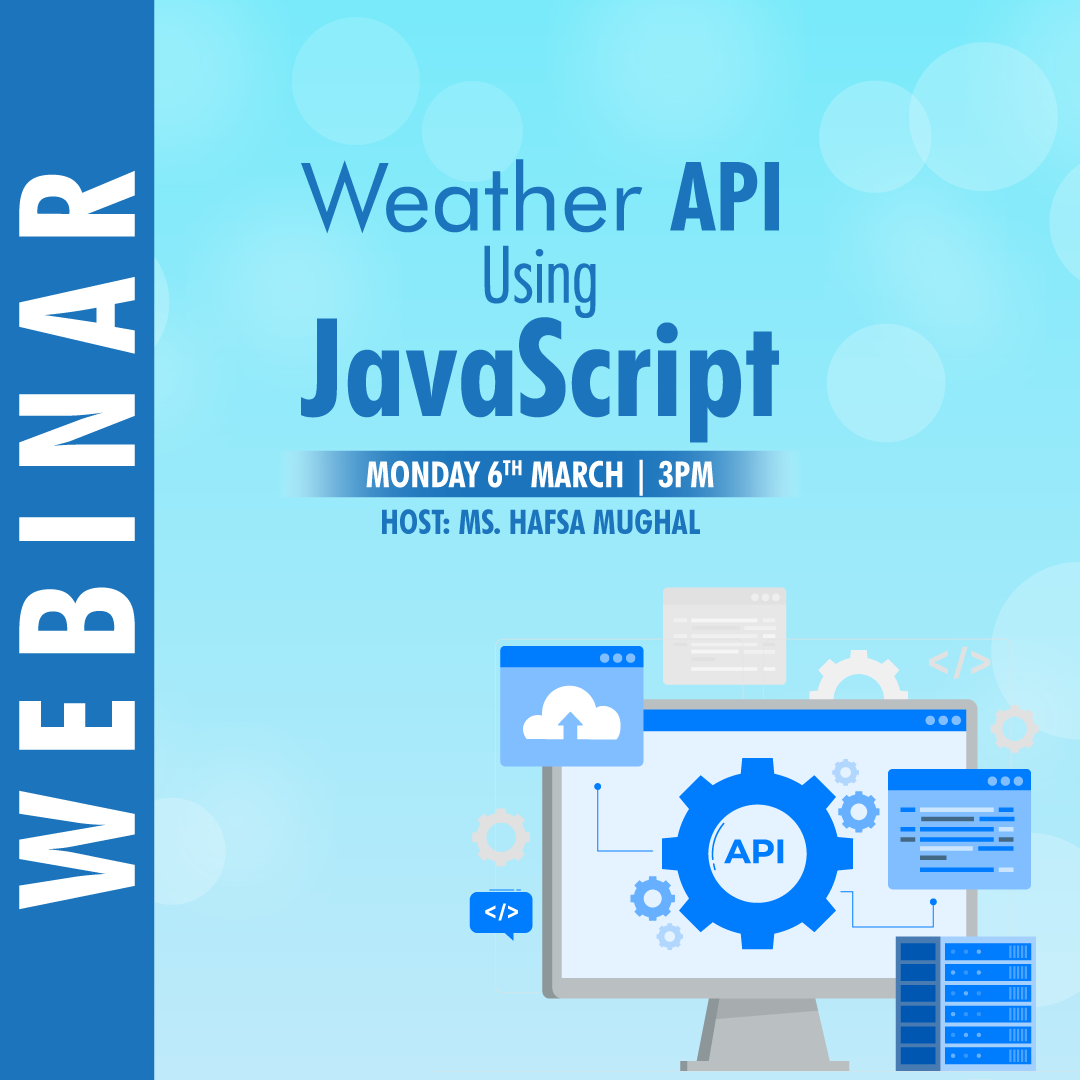 WEBINAR
Weather API
Using
JavaScript
MONDAY 6TH MARCH | 3PM
HOST: MS. HAFSA MUGHAL
</>
API
</>